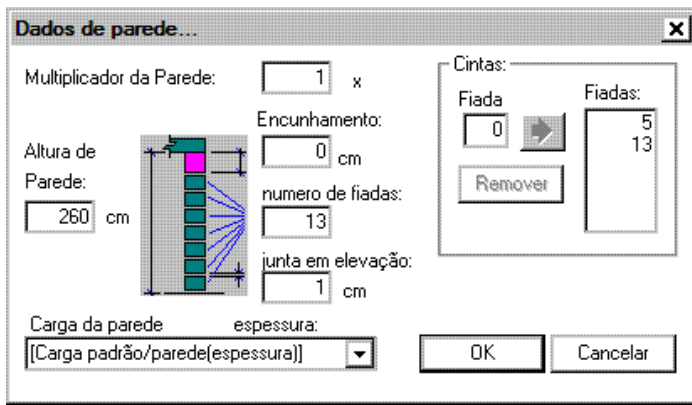 Dados de parede...
Multiplicador da Parede: 1 x
Encunhamento:
0 cm
Altura de
Parede:
260 cm
numero de fiadas:
13
junta em elevação:
1 cm
Carga da parede espessura:
[Carga padrão/parede(espessura)]
Cintas:
Fiada
0
Fiadas:
5
13
Remover
OK
Cancelar